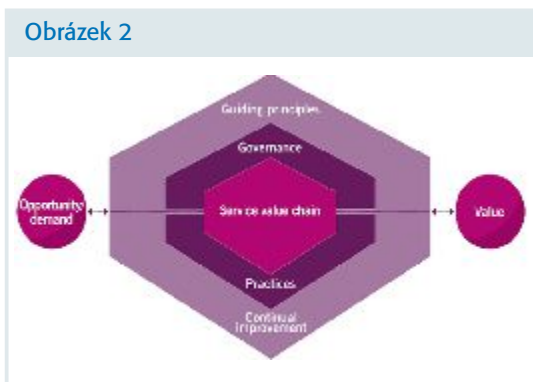 Obrázek 2
Guiding principles
Governance
Opportunity
demand
Service value chain
Value
Practices
Continual
improvement